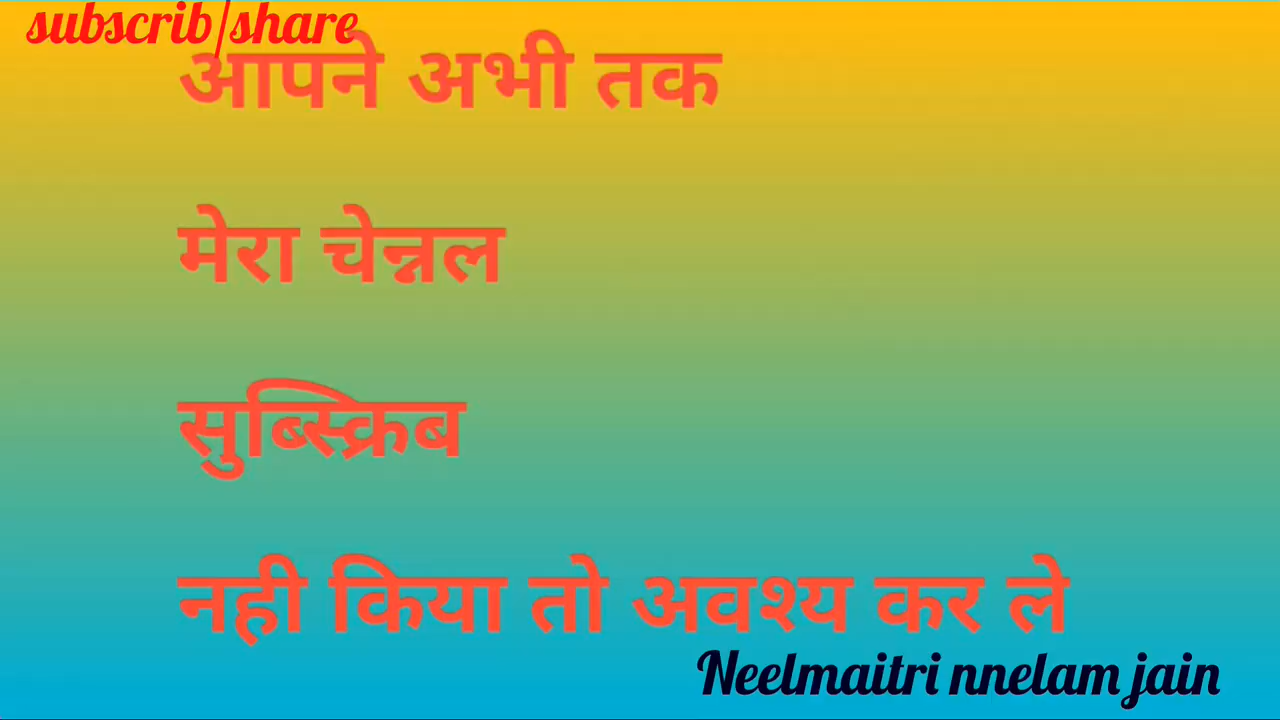 subscrib/share
आपने अभी तक
मेरा चेन्नल
सुब्स्क्रिब
नही किया तो अवश्य कर ले
Neelmaitri nnelam jain